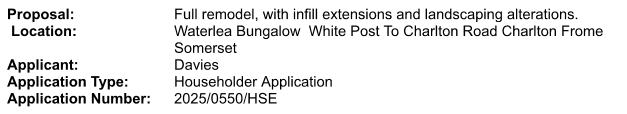 Proposal: Full remodel, with infill extensions and landscaping alterations.
Location: Waterlea Bungalow  White Post To Charlton Road Charlton Frome
Somerset
Applicant: Davies
Application Type: Householder Application
Application Number: 2025/0550/HSE